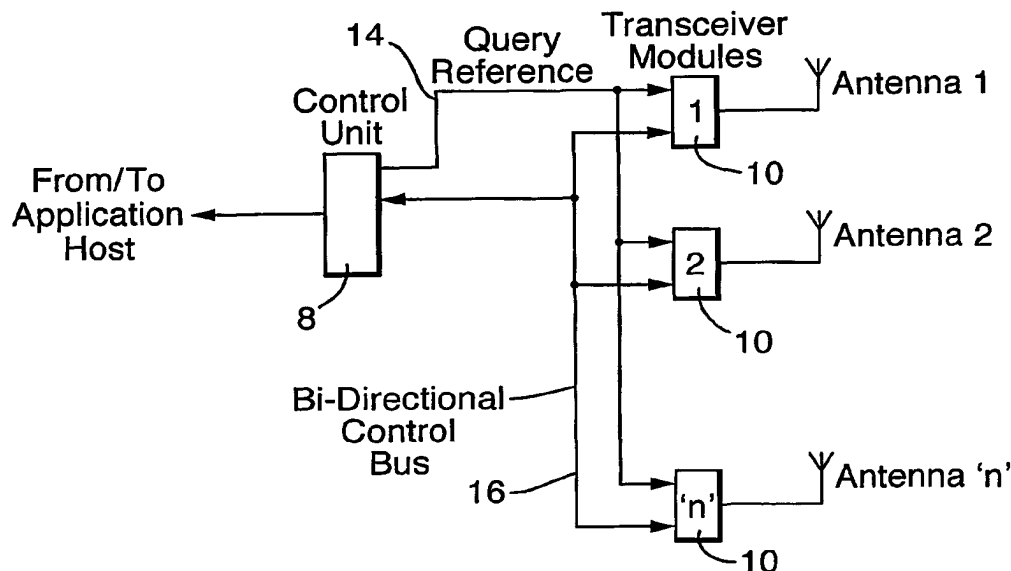 14
Query
Reference
Transceiver
Modules
Antenna 1
1
10
Control
Unit
From/To
Application
Host
8
Antenna 2
2
10
Bi-Directional
Control
Bus
16
Antenna 'n'
'n'
10